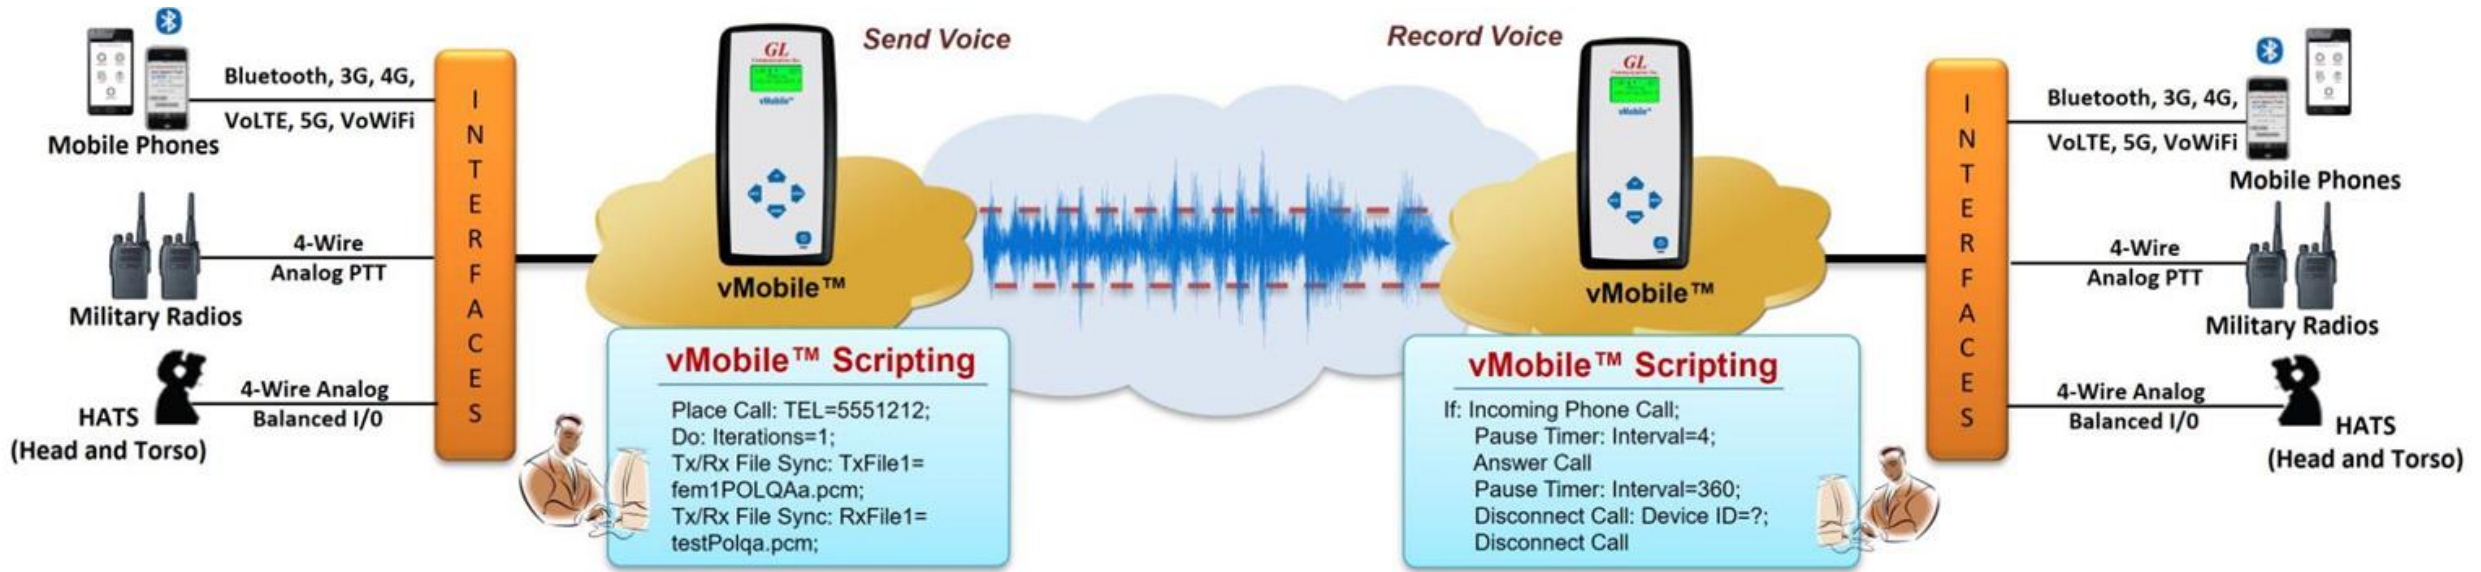 Bluetooth, 3G, 4G,
VoLTE, 5G, VoWiFi
Mobile Phones
4-Wire
Analog PTT
Military Radios
4-Wire Analog
Balanced I/0
HATS
(Head and Torso)
INTERFACES
Send Voice
GL
vMobile™
vMobile™
vMobile™ Scripting
Place Call: TEL=5551212;
Do: Iterations=1;
Tx/Rx File Sync: TxFile1=
fem1POLQAa.pcm;
Tx/Rx File Sync: RxFile1=
testPolqa.pcm;
Record Voice
GL
vMobile™
vMobile™
vMobile™ Scripting
If: Incoming Phone Call;
Pause Timer: Interval=4;
Answer Call
Pause Timer: Interval=360;
Disconnect Call: Device ID=?;
Disconnect Call
INTERFACES
Bluetooth, 3G, 4G,
VoLTE, 5G, VoWiFi
Mobile Phones
4-Wire
Analog PTT
Military Radios
4-Wire Analog
Balanced I/0
HATS
(Head and Torso)